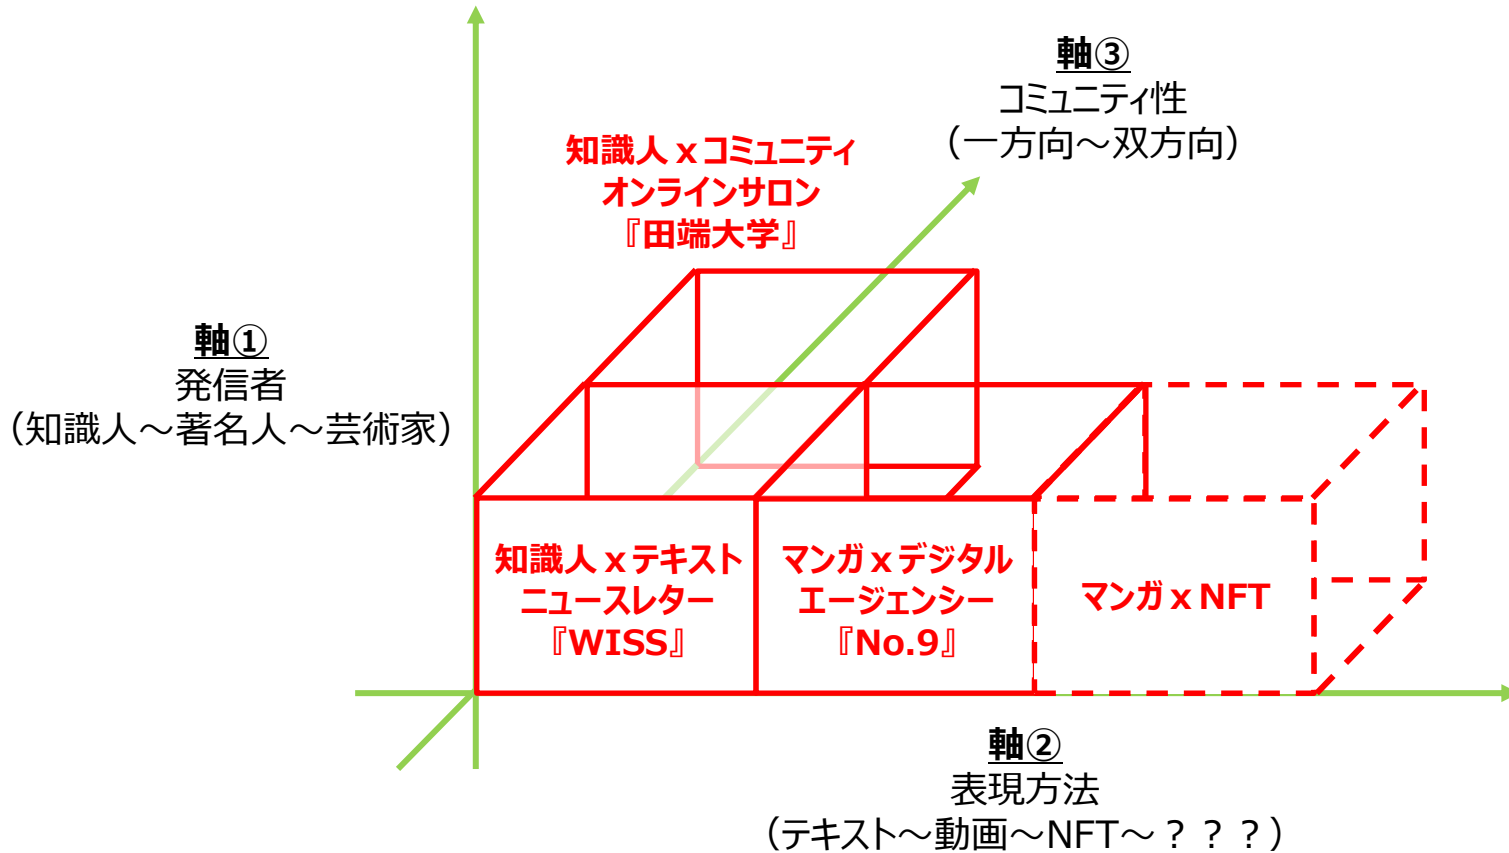 軸③
コミュニティ性
（一方向～双方向）
知識人ｘコミュニティ
オンラインサロン
『田端大学』
軸①
発信者
（知識人～著名人～芸術家）
知識人ｘテキスト
ニュースレター
『WISS』
マンガｘデジタル
エージェンシー
『No.9』
マンガｘNFT
軸②
表現方法
（テキスト～動画～NFT～？？？）